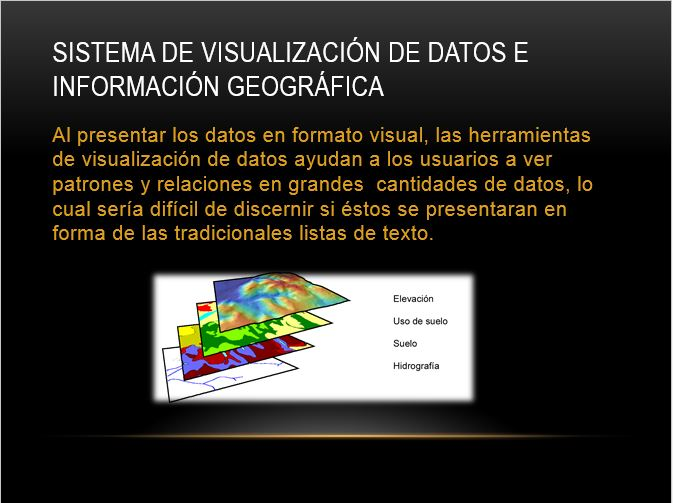 SISTEMA DE VISUALIZACIÓN DE DATOS E
INFORMACIÓN GEOGRÁFICA
Al presentar los datos en formato visual, las herramientas
de visualización de datos ayudan a los usuarios a ver
patrones y relaciones en grandes  cantidades de datos, lo
cual sería difícil de discernir si éstos se presentaran en
forma de las tradicionales listas de texto.
Elevación
Uso de suelo
Suelo
Hidrografía